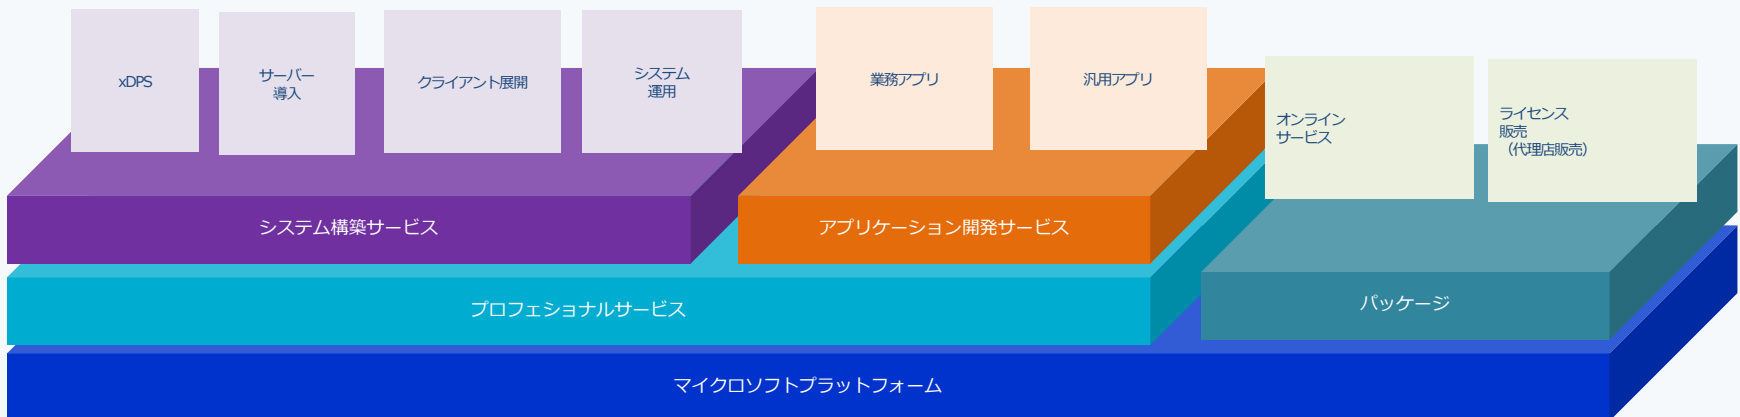 xDPS
サーバー
導入
クライアント展開
システム
運用
業務アプリ
汎用アプリ
オンライン
サービス
ライセンス
販売
（代理店販売）
システム構築サービス
アプリケーション開発サービス
プロフェショナルサービス
パッケージ
マイクロソフトプラットフォーム